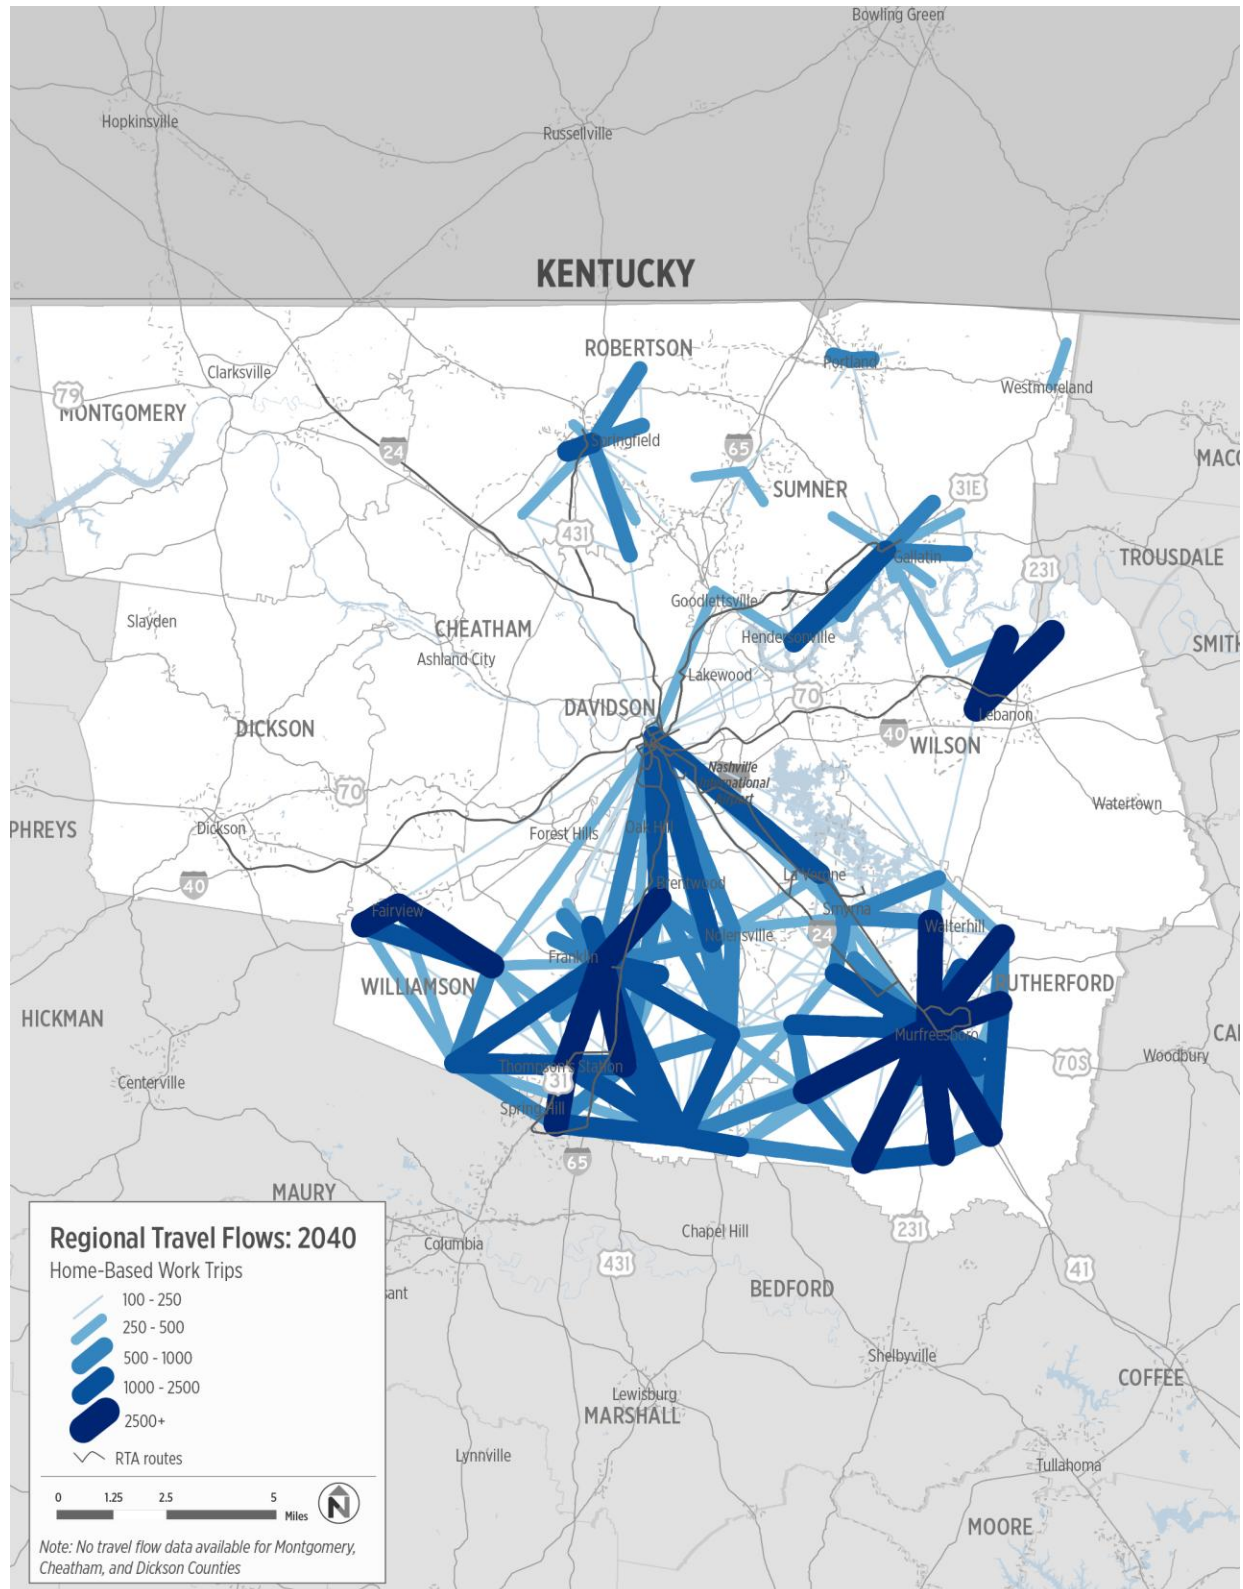 Bowling Green
Hopkinsville
Russellville
KENTUCKY
ROBERTSON
Portland
Clarksville
Westmoreland
79
MONTGOMERY
24
Springfield
65
MACO
SUMNER
31E
431
Gallatin
TROUSDALE
231
Goodlettsville
Slayden
CHEATHAM
Hendersonville
SMITH
Ashland City
Lakewood
70
DAVIDSON
Lebanon
DICKSON
40
WILSON
Nashville
International
Airport
70
Watertown
PHREYS
Dickson
Forest Hills
Oak Hill
40
Brentwood
La Vergne
Fairview
Smyrna
24
Walterhill
Nolensville
Franklin
WILLIAMSON
RUTHERFORD
HICKMAN
Murfreesboro
CAN
Woodbury
70S
Thompson's Station
31
Centerville
Spring Hill
65
MAURY
Regional Travel Flows: 2040
Home-Based Work Trips
100 - 250
250 - 500
500 - 1000
1000 - 2500
2500+
RTA routes
0 1.25 2.5 5
Miles
N
Note: No travel flow data available for Montgomery,
Cheatham, and Dickson Counties
Columbia
Chapel Hill
231
431
41
sant
BEDFORD
Shelbyville
COFFEE
Lewisburg
MARSHALL
Lynnville
Tullahoma
MOORE